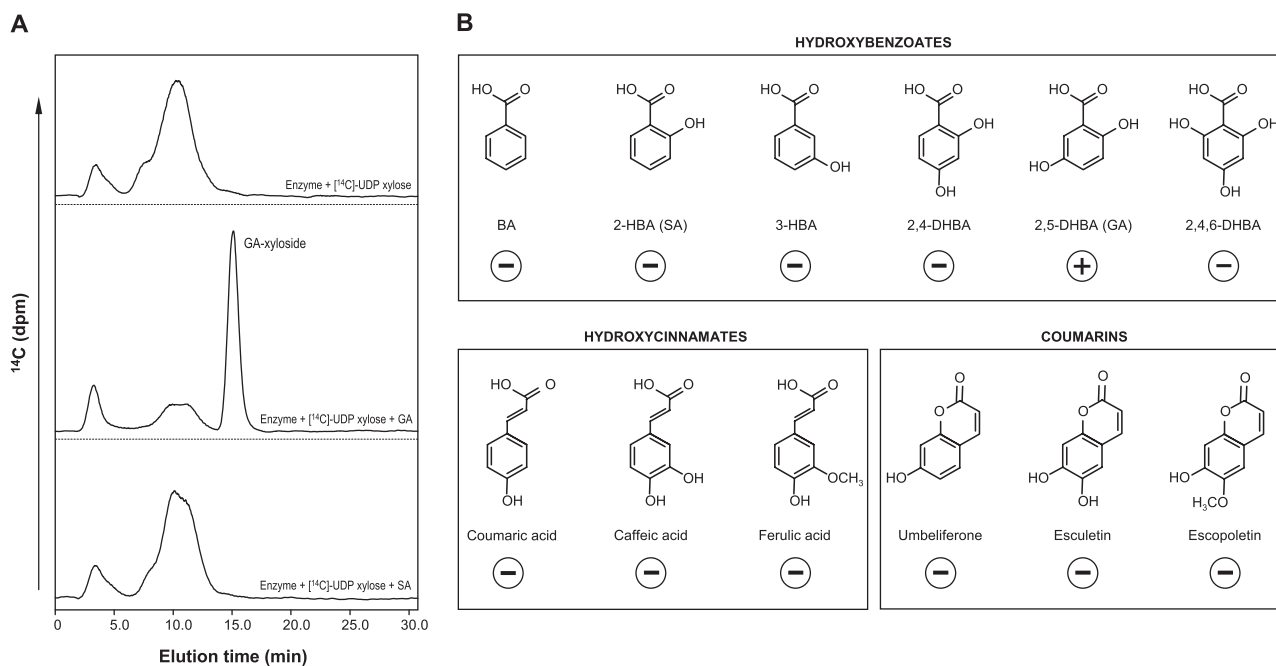 A
Enzyme + [¹⁴C]-UDP xylose
GA-xyloside
Enzyme + [¹⁴C]-UDP xylose + GA
Enzyme + [¹⁴C]-UDP xylose + SA
¹⁴C (dpm)
0 5.0 10.0 15.0 20.0 25.0 30.0
Elution time (min)
B
HYDROXYBENZOATES
HO O HO O HO O HO O HO O HO O
OH OH OH HO OH
OH HO
OH OH
BA 2-HBA (SA) 3-HBA 2,4-DHBA 2,5-DHBA (GA) 2,4,6-DHBA
− − − − + −
HYDROXYCINNAMATES
HO O HO O HO O
OH OCH₃
OH OH OH
Coumaric acid Caffeic acid Ferulic acid
− − −
COUMARINS
O O O
O O O
HO HO HO
OH H₃CO
Umbeliferone Esculetin Escopoletin
− − −